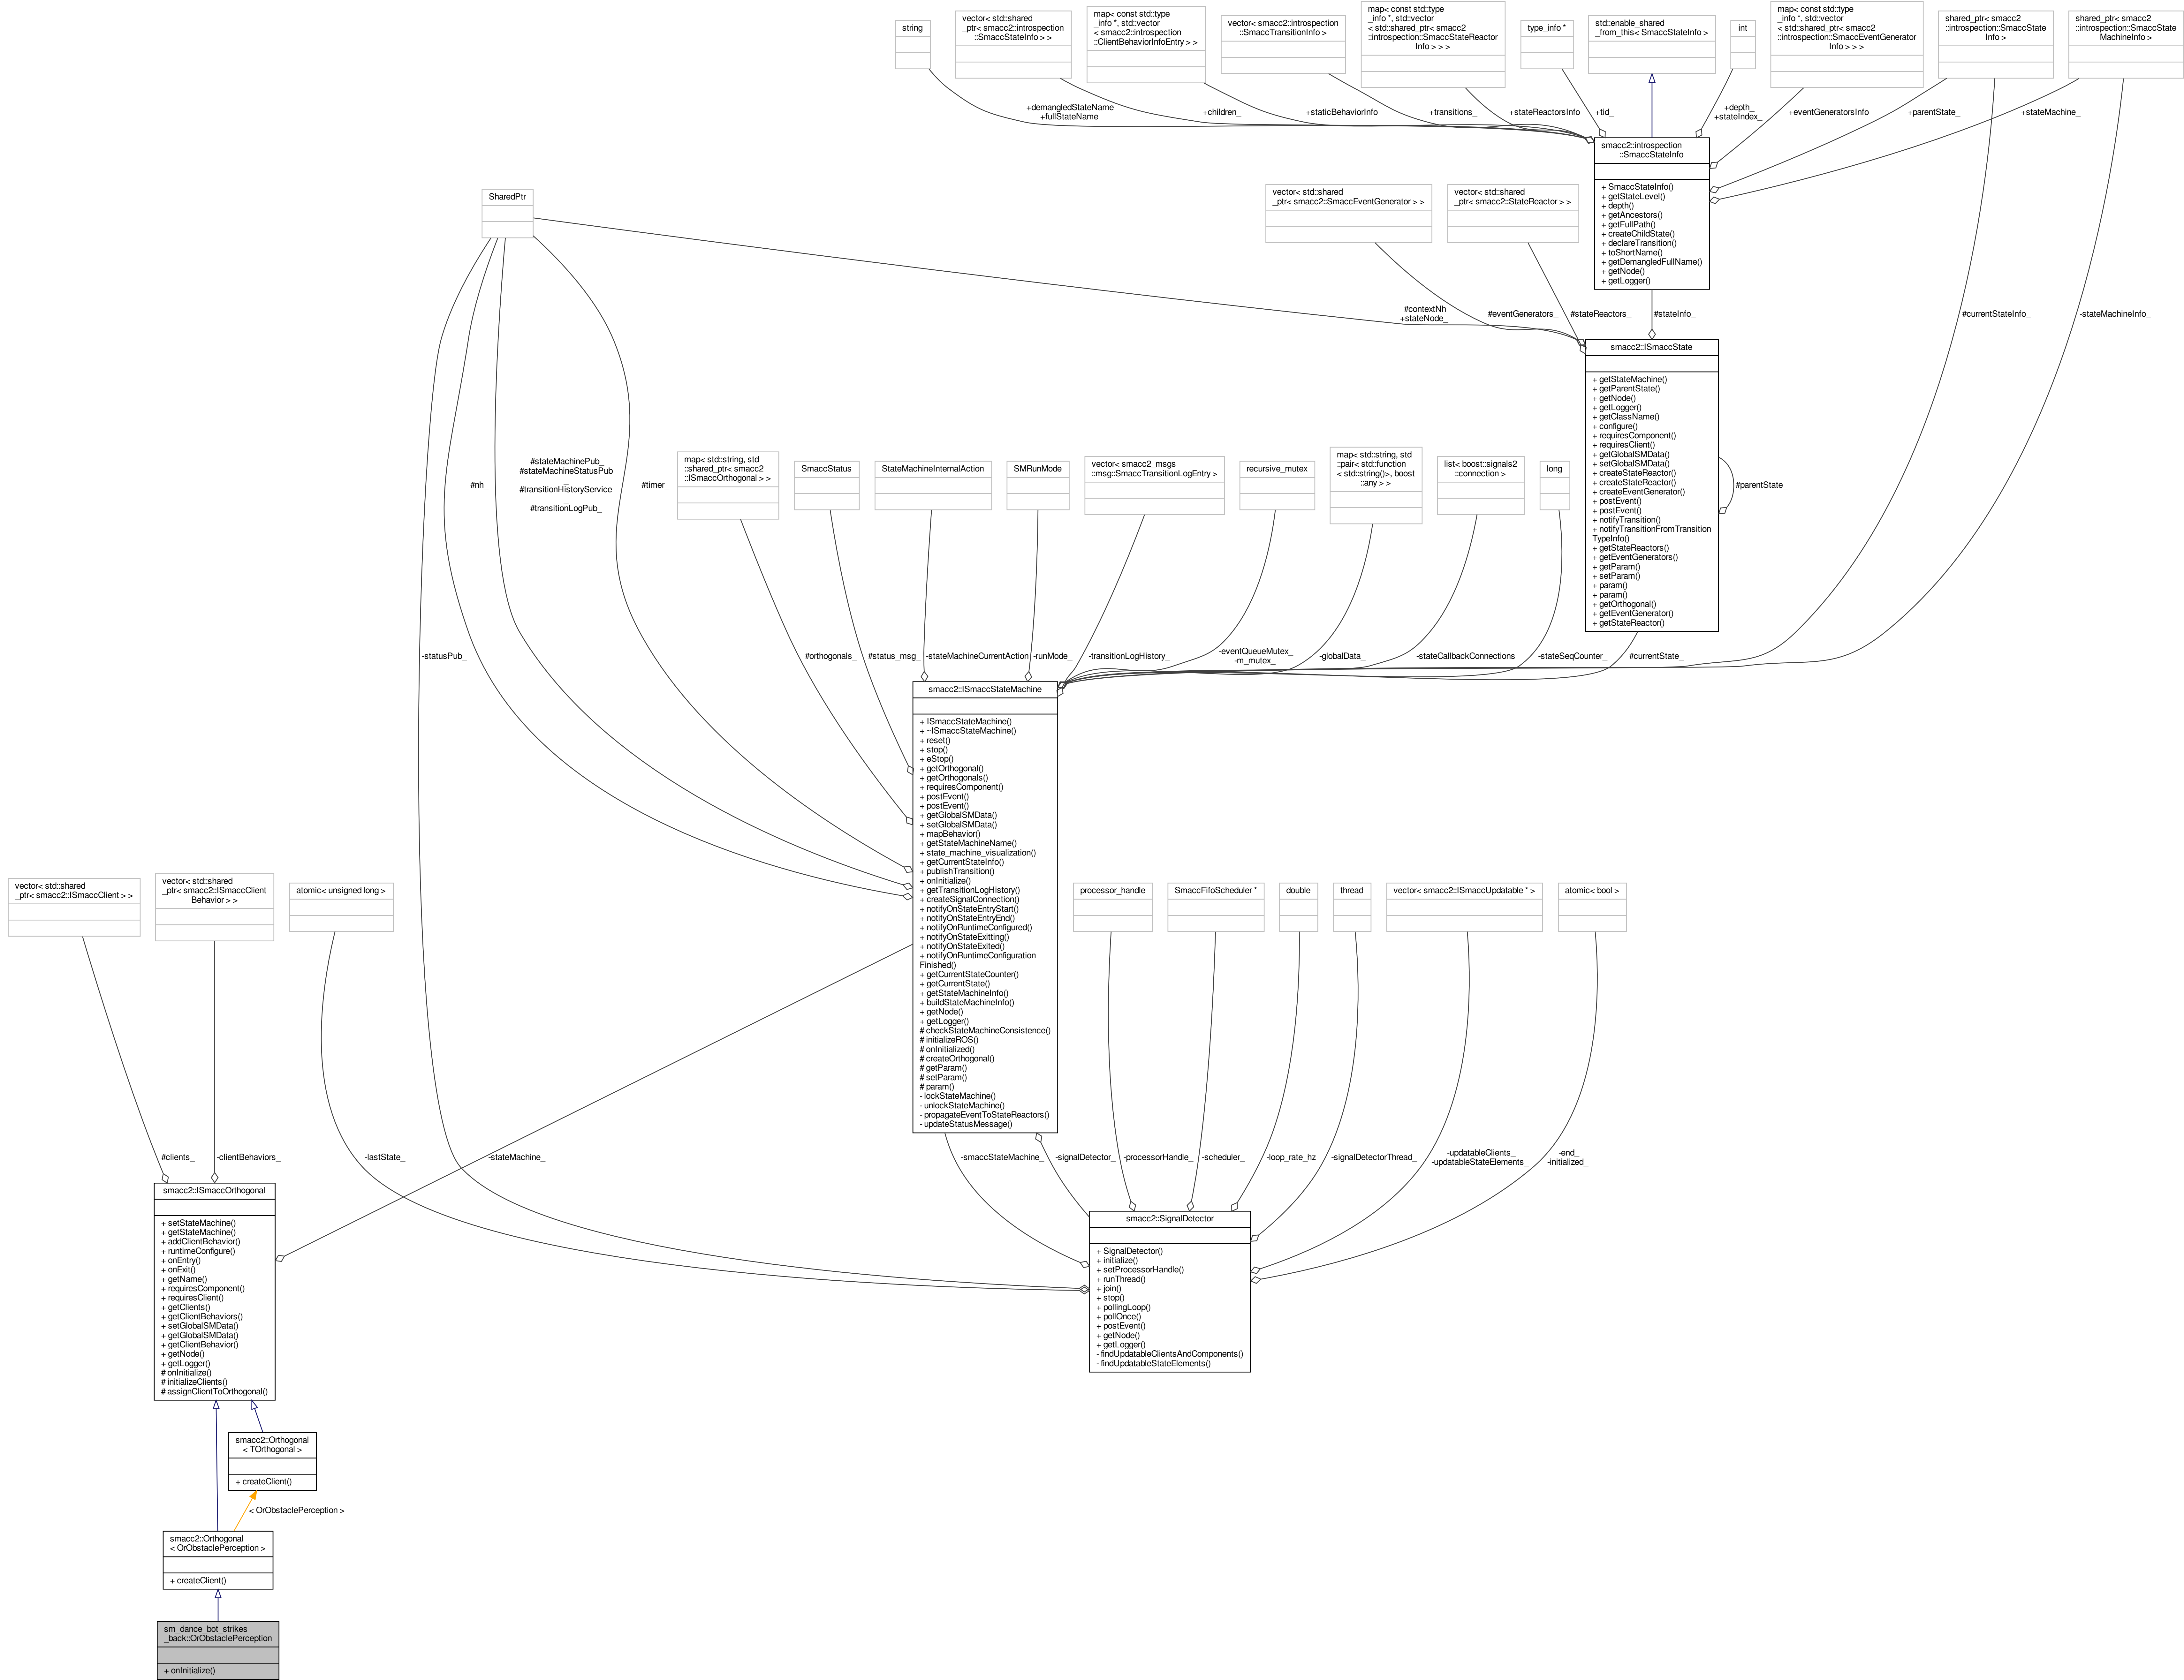 string
vector< std::shared
_ptr< smacc2::introspection
::SmaccStateInfo > >
map< const std::type
_info *, std::vector
< smacc2::introspection
::ClientBehaviorInfoEntry > >
vector< smacc2::introspection
::SmaccTransitionInfo >
map< const std::type
_info *, std::vector
< std::shared_ptr< smacc2
::introspection::SmaccStateReactor
Info > > >
type_info *
std::enable_shared
_from_this< SmaccStateInfo >
int
map< const std::type
_info *, std::vector
< std::shared_ptr< smacc2
::introspection::SmaccEventGenerator
Info > > >
shared_ptr< smacc2
::introspection::SmaccState
Info >
shared_ptr< smacc2
::introspection::SmaccState
MachineInfo >
+demangledStateName
+fullStateName
+children_
+staticBehaviorInfo
+transitions_
+stateReactorsInfo
+tid_
+depth_
+stateIndex_
+eventGeneratorsInfo
+parentState_
+stateMachine_
smacc2::introspection
::SmaccStateInfo
+ SmaccStateInfo()
+ getStateLevel()
+ depth()
+ getAncestors()
+ getFullPath()
+ createChildState()
+ declareTransition()
+ toShortName()
+ getDemangledFullName()
+ getNode()
+ getLogger()
SharedPtr
vector< std::shared
_ptr< smacc2::SmaccEventGenerator > >
vector< std::shared
_ptr< smacc2::StateReactor > >
#contextNh
+stateNode_
#eventGenerators_
#stateReactors_
#stateInfo_
#currentStateInfo_
-stateMachineInfo_
smacc2::ISmaccState
+ getStateMachine()
+ getParentState()
+ getNode()
+ getLogger()
+ getClassName()
+ configure()
+ requiresComponent()
+ requiresClient()
+ getGlobalSMData()
+ setGlobalSMData()
+ createStateReactor()
+ createStateReactor()
+ createEventGenerator()
+ postEvent()
+ postEvent()
+ notifyTransition()
+ notifyTransitionFromTransition
TypeInfo()
+ getStateReactors()
+ getEventGenerators()
+ getParam()
+ setParam()
+ param()
+ param()
+ getOrthogonal()
+ getEventGenerator()
+ getStateReactor()
#parentState_
#nh_
#stateMachinePub_
#stateMachineStatusPub
_
#transitionHistoryService
_
#transitionLogPub_
#timer_
map< std::string, std
::shared_ptr< smacc2
::ISmaccOrthogonal > >
SmaccStatus
StateMachineInternalAction
SMRunMode
vector< smacc2_msgs
::msg::SmaccTransitionLogEntry >
recursive_mutex
map< std::string, std
::pair< std::function
< std::string()>, boost
::any > >
list< boost::signals2
::connection >
long
-statusPub_
#orthogonals_
#status_msg_
-stateMachineCurrentAction
-runMode_
-transitionLogHistory_
-eventQueueMutex_
-m_mutex_
-globalData_
-stateCallbackConnections
-stateSeqCounter_
#currentState_
smacc2::ISmaccStateMachine
+ ISmaccStateMachine()
+ ~ISmaccStateMachine()
+ reset()
+ stop()
+ eStop()
+ getOrthogonal()
+ getOrthogonals()
+ requiresComponent()
+ postEvent()
+ postEvent()
+ getGlobalSMData()
+ setGlobalSMData()
+ mapBehavior()
+ getStateMachineName()
+ state_machine_visualization()
+ getCurrentStateInfo()
+ publishTransition()
+ onInitialize()
+ getTransitionLogHistory()
+ createSignalConnection()
+ notifyOnStateEntryStart()
+ notifyOnStateEntryEnd()
+ notifyOnRuntimeConfigured()
+ notifyOnStateExitting()
+ notifyOnStateExited()
+ notifyOnRuntimeConfiguration
Finished()
+ getCurrentStateCounter()
+ getCurrentState()
+ getStateMachineInfo()
+ buildStateMachineInfo()
+ getNode()
+ getLogger()
# checkStateMachineConsistence()
# initializeROS()
# onInitialized()
# createOrthogonal()
# getParam()
# setParam()
# param()
- lockStateMachine()
- unlockStateMachine()
- propagateEventToStateReactors()
- updateStatusMessage()
vector< std::shared
_ptr< smacc2::ISmaccClient > >
vector< std::shared
_ptr< smacc2::ISmaccClient
Behavior > >
atomic< unsigned long >
processor_handle
SmaccFifoScheduler *
double
thread
vector< smacc2::ISmaccUpdatable * >
atomic< bool >
#clients_
-clientBehaviors_
-lastState_
-stateMachine_
-smaccStateMachine_
-signalDetector_
-processorHandle_
-scheduler_
-loop_rate_hz
-signalDetectorThread_
-updatableClients_
-updatableStateElements_
-end_
-initialized_
smacc2::ISmaccOrthogonal
+ setStateMachine()
+ getStateMachine()
+ addClientBehavior()
+ runtimeConfigure()
+ onEntry()
+ onExit()
+ getName()
+ requiresComponent()
+ requiresClient()
+ getClients()
+ getClientBehaviors()
+ setGlobalSMData()
+ getGlobalSMData()
+ getClientBehavior()
+ getNode()
+ getLogger()
# onInitialize()
# initializeClients()
# assignClientToOrthogonal()
smacc2::SignalDetector
+ SignalDetector()
+ initialize()
+ setProcessorHandle()
+ runThread()
+ join()
+ stop()
+ pollingLoop()
+ pollOnce()
+ postEvent()
+ getNode()
+ getLogger()
- findUpdatableClientsAndComponents()
- findUpdatableStateElements()
smacc2::Orthogonal
< TOrthogonal >
+ createClient()
< OrObstaclePerception >
smacc2::Orthogonal
< OrObstaclePerception >
+ createClient()
sm_dance_bot_strikes
_back::OrObstaclePerception
+ onInitialize()